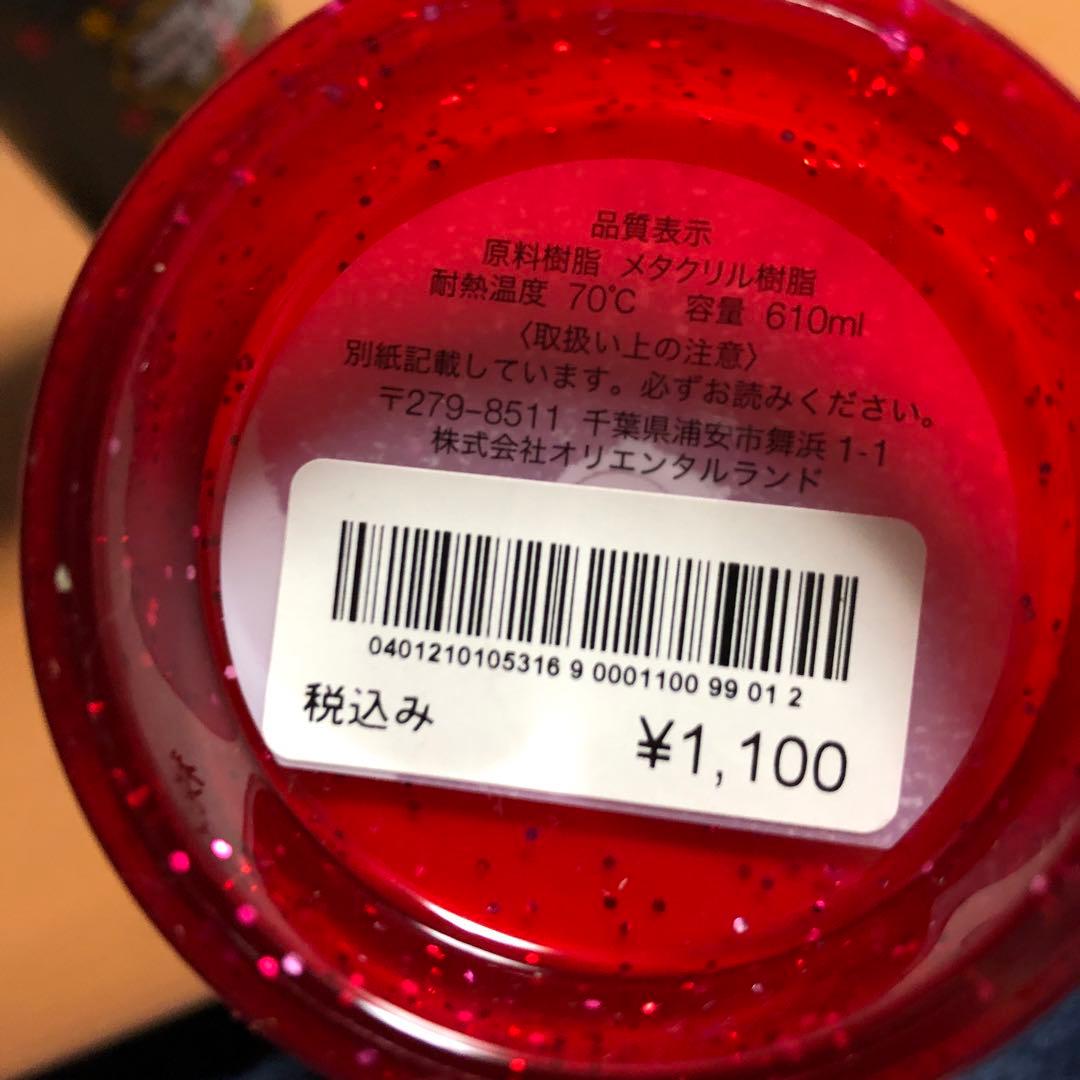 品質表示
原料樹脂 メタクリル樹脂
耐熱温度 70℃ 容量 610ml
〈取扱い上の注意〉
別紙記載しています。必ずお読みください。
〒279-8511 千葉県浦安市舞浜 1-1
株式会社オリエンタルランド
0401210105316 9 0001100 99 01 2
税込み
¥1,100